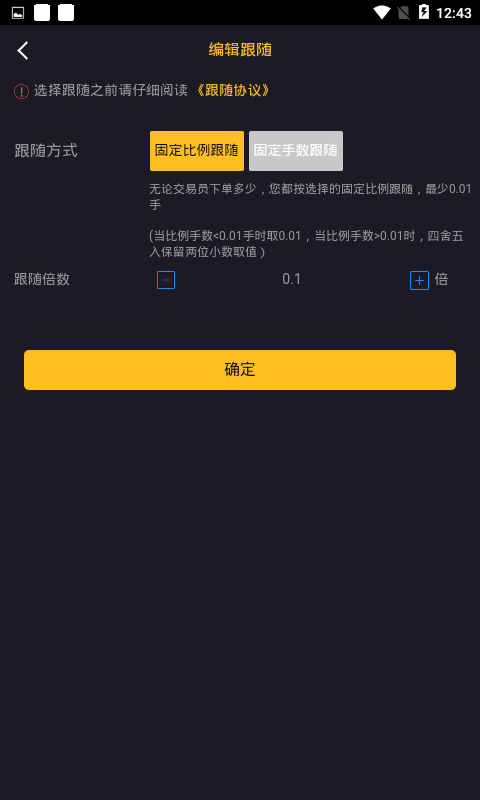 12:43
编辑跟随
选择跟随之前请仔细阅读《跟随协议》
跟随方式
固定比例跟随
固定手数跟随
无论交易员下单多少，您都按选择的固定比例跟随，最少0.01
手
(当比例手数<0.01手时取0.01，当比例手数>0.01时，四舍五
入保留两位小数取值）
跟随倍数
0.1
倍
确定